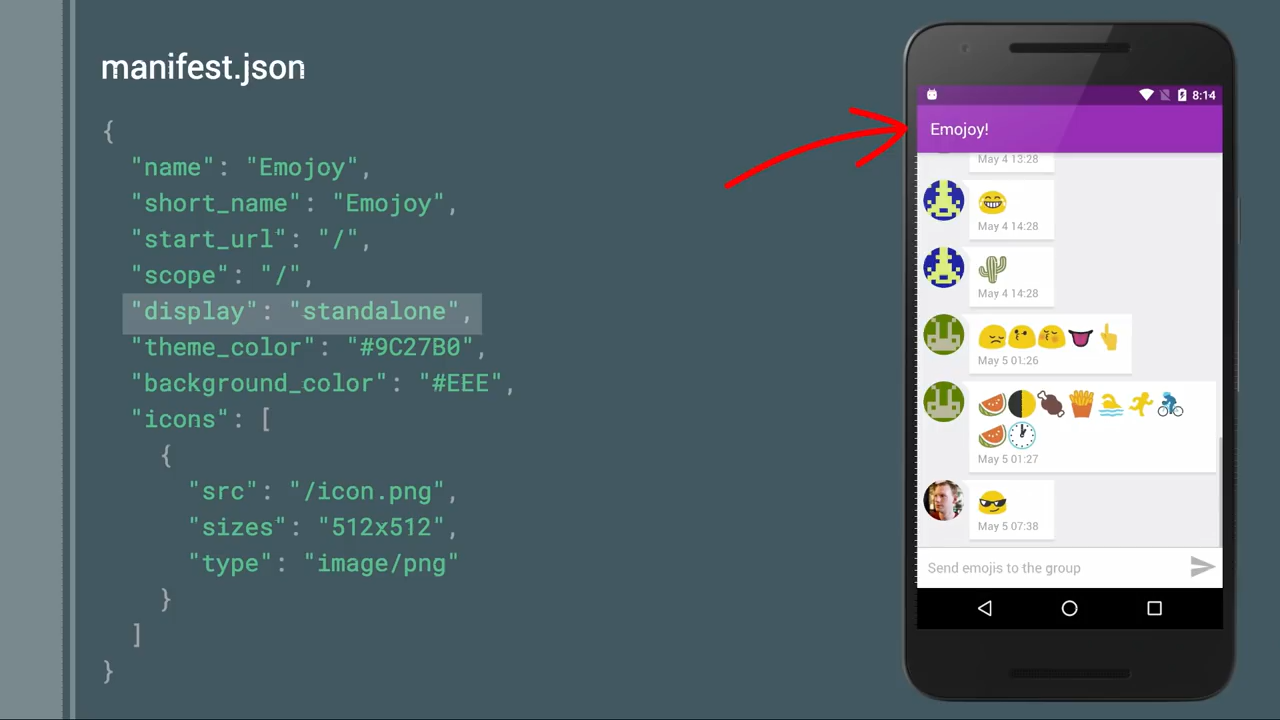 manifest.json
{
"name": "Emojoy",
"short_name": "Emojoy",
"start_url": "/",
"scope": "/",
"display": "standalone",
"theme_color": "#9C27B0",
"background_color": "#EEE",
"icons": [
{
"src": "/icon.png",
"sizes": "512x512",
"type": "image/png"
}
]
}
8:14
Emojoy!
May 4 13:28
May 4 14:28
May 4 14:28
May 5 01:26
May 5 01:27
May 5 07:38
Send emojis to the group